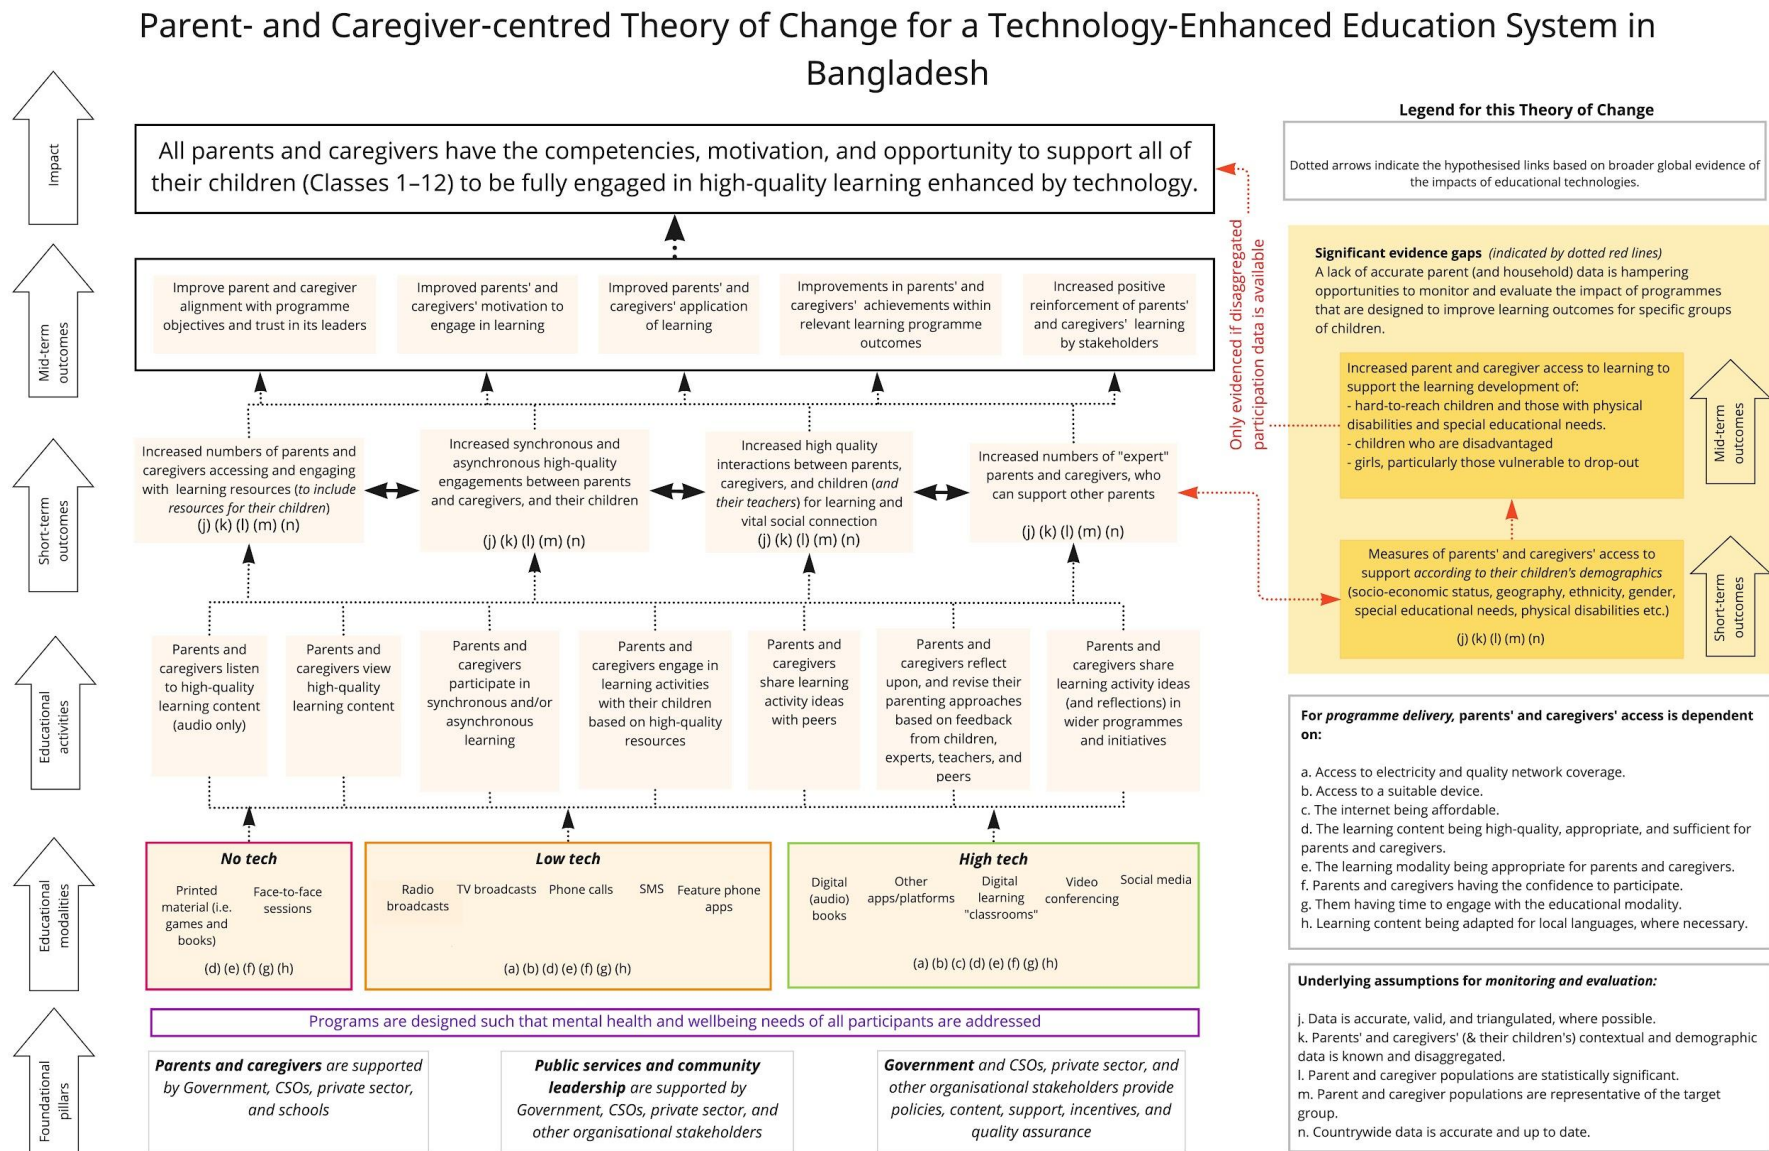 Parent- and Caregiver-centred Theory of Change for a Technology-Enhanced Education System in
Bangladesh
Impact
All parents and caregivers have the competencies, motivation, and opportunity to support all of
their children (Classes 1–12) to be fully engaged in high-quality learning enhanced by technology.
Legend for this Theory of Change
Dotted arrows indicate the hypothesised links based on broader global evidence of
the impacts of educational technologies.
Mid-term
outcomes
Improve parent and caregiver
alignment with programme
objectives and trust in its leaders
Improved parents' and
caregivers' motivation to
engage in learning
Improved parents' and
caregivers' application
of learning
Improvements in parents' and
caregivers' achievements within
relevant learning programme
outcomes
Increased positive
reinforcement of parents'
and caregivers' learning
by stakeholders
Only evidenced if disaggregated
participation data is available
Significant evidence gaps (indicated by dotted red lines)
A lack of accurate parent (and household) data is hampering
opportunities to monitor and evaluate the impact of programmes
that are designed to improve learning outcomes for specific groups
of children.
Increased parent and caregiver access to learning to
support the learning development of:
- hard-to-reach children and those with physical
disabilities and special educational needs.
- children who are disadvantaged
- girls, particularly those vulnerable to drop-out
Mid-term
outcomes
Measures of parents' and caregivers' access to
support according to their children's demographics
(socio-economic status, geography, ethnicity, gender,
special educational needs, physical disabilities etc.)
(j) (k) (l) (m) (n)
Short-term
outcomes
Short-term
outcomes
Increased numbers of parents and
caregivers accessing and engaging
with learning resources (to include
resources for their children)
(j) (k) (l) (m) (n)
Increased synchronous and
asynchronous high-quality
engagements between parents
and caregivers, and their children
(j) (k) (l) (m) (n)
Increased high quality
interactions between parents,
caregivers, and children (and
their teachers) for learning and
vital social connection
(j) (k) (l) (m) (n)
Increased numbers of "expert"
parents and caregivers, who
can support other parents
(j) (k) (l) (m) (n)
Educational
activities
Parents and
caregivers listen
to high-quality
learning content
(audio only)
Parents and
caregivers view
high-quality
learning content
Parents and
caregivers
participate in
synchronous and/or
asynchronous
learning
Parents and
caregivers engage in
learning activities
with their children
based on high-quality
resources
Parents and
caregivers
share learning
activity ideas
with peers
Parents and
caregivers reflect
upon, and revise their
parenting approaches
based on feedback
from children,
experts, teachers, and
peers
Parents and
caregivers share
learning activity ideas
(and reflections) in
wider programmes
and initiatives
For programme delivery, parents' and caregivers' access is dependent
on:
a. Access to electricity and quality network coverage.
b. Access to a suitable device.
c. The internet being affordable.
d. The learning content being high-quality, appropriate, and sufficient for
parents and caregivers.
e. The learning modality being appropriate for parents and caregivers.
f. Parents and caregivers having the confidence to participate.
g. Them having time to engage with the educational modality.
h. Learning content being adapted for local languages, where necessary.
Educational
modalities
No tech
Printed
material (i.e.
games and
books)
Face-to-face
sessions
(d) (e) (f) (g) (h)
Low tech
Radio
broadcasts
TV broadcasts
Phone calls
SMS
Feature phone
apps
(a) (b) (d) (e) (f) (g) (h)
High tech
Digital
(audio)
books
Other
apps/platforms
Digital
learning
"classrooms"
Video
conferencing
Social media
(a) (b) (c) (d) (e) (f) (g) (h)
Programs are designed such that mental health and wellbeing needs of all participants are addressed
Foundational
pillars
Parents and caregivers are supported
by Government, CSOs, private sector,
and schools
Public services and community
leadership are supported by
Government, CSOs, private sector, and
other organisational stakeholders
Government and CSOs, private sector, and
other organisational stakeholders provide
policies, content, support, incentives, and
quality assurance
Underlying assumptions for monitoring and evaluation:
j. Data is accurate, valid, and triangulated, where possible.
k. Parents' and caregivers' (& their children's) contextual and demographic
data is known and disaggregated.
l. Parent and caregiver populations are statistically significant.
m. Parent and caregiver populations are representative of the target
group.
n. Countrywide data is accurate and up to date.